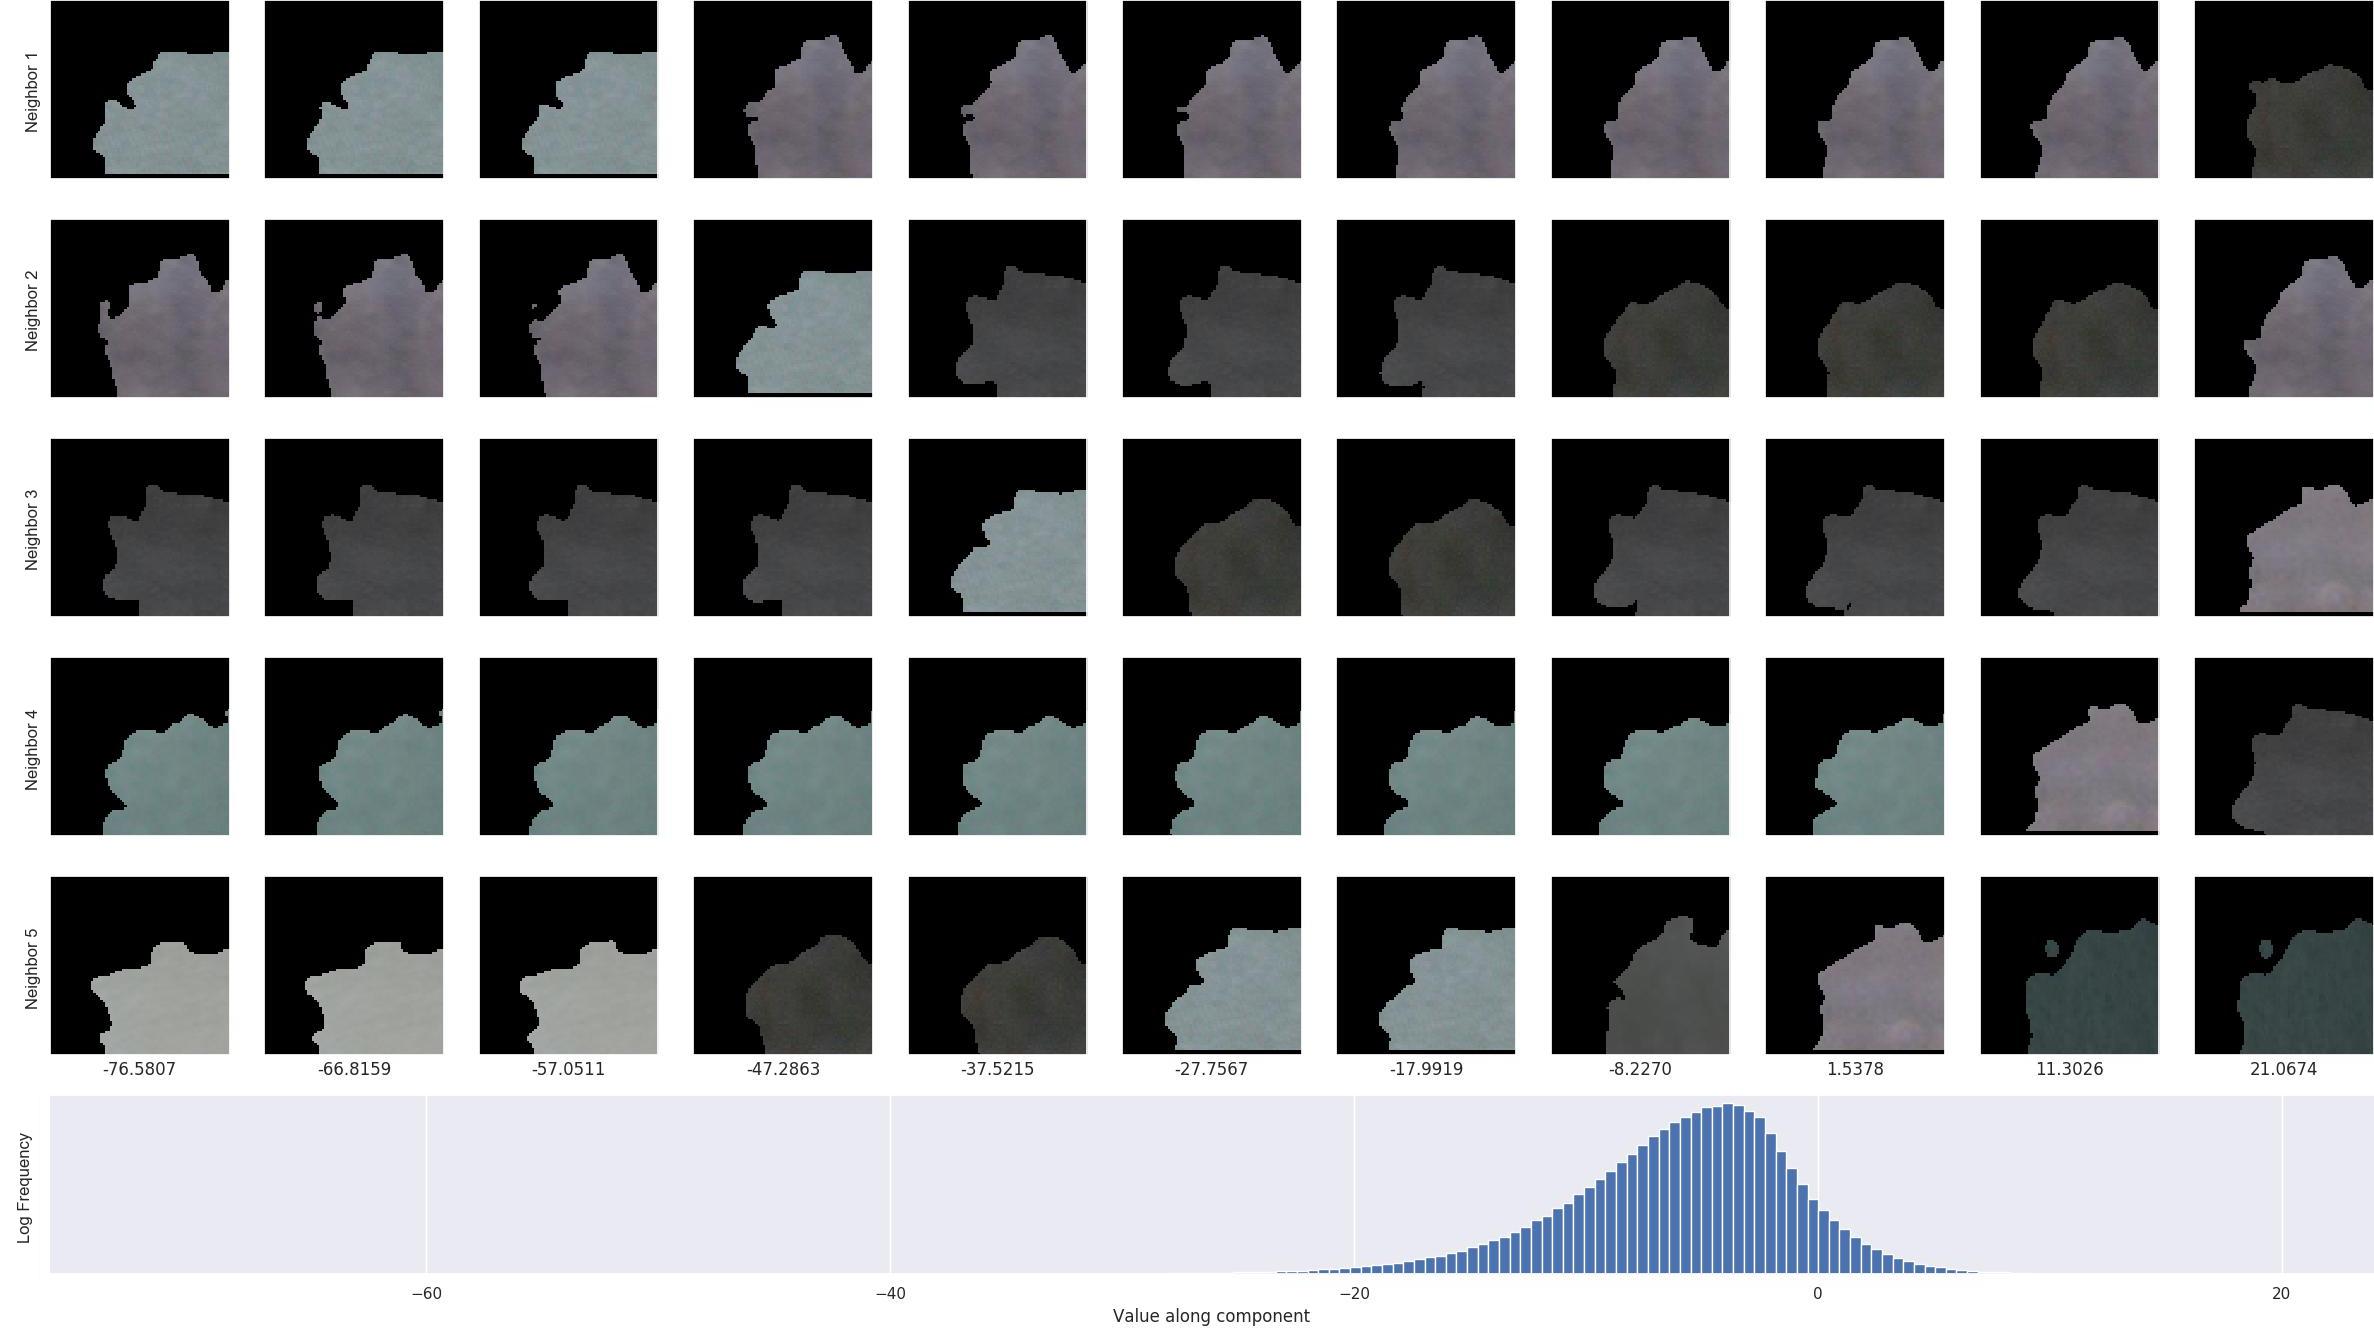 Neighbor 1
Neighbor 2
Neighbor 3
Neighbor 4
Neighbor 5
-76.5807 -66.8159 -57.0511 -47.2863 -37.5215 -27.7567 -17.9919 -8.2270 1.5378 11.3026 21.0674
Log Frequency
−60 −40 −20 0 20
Value along component